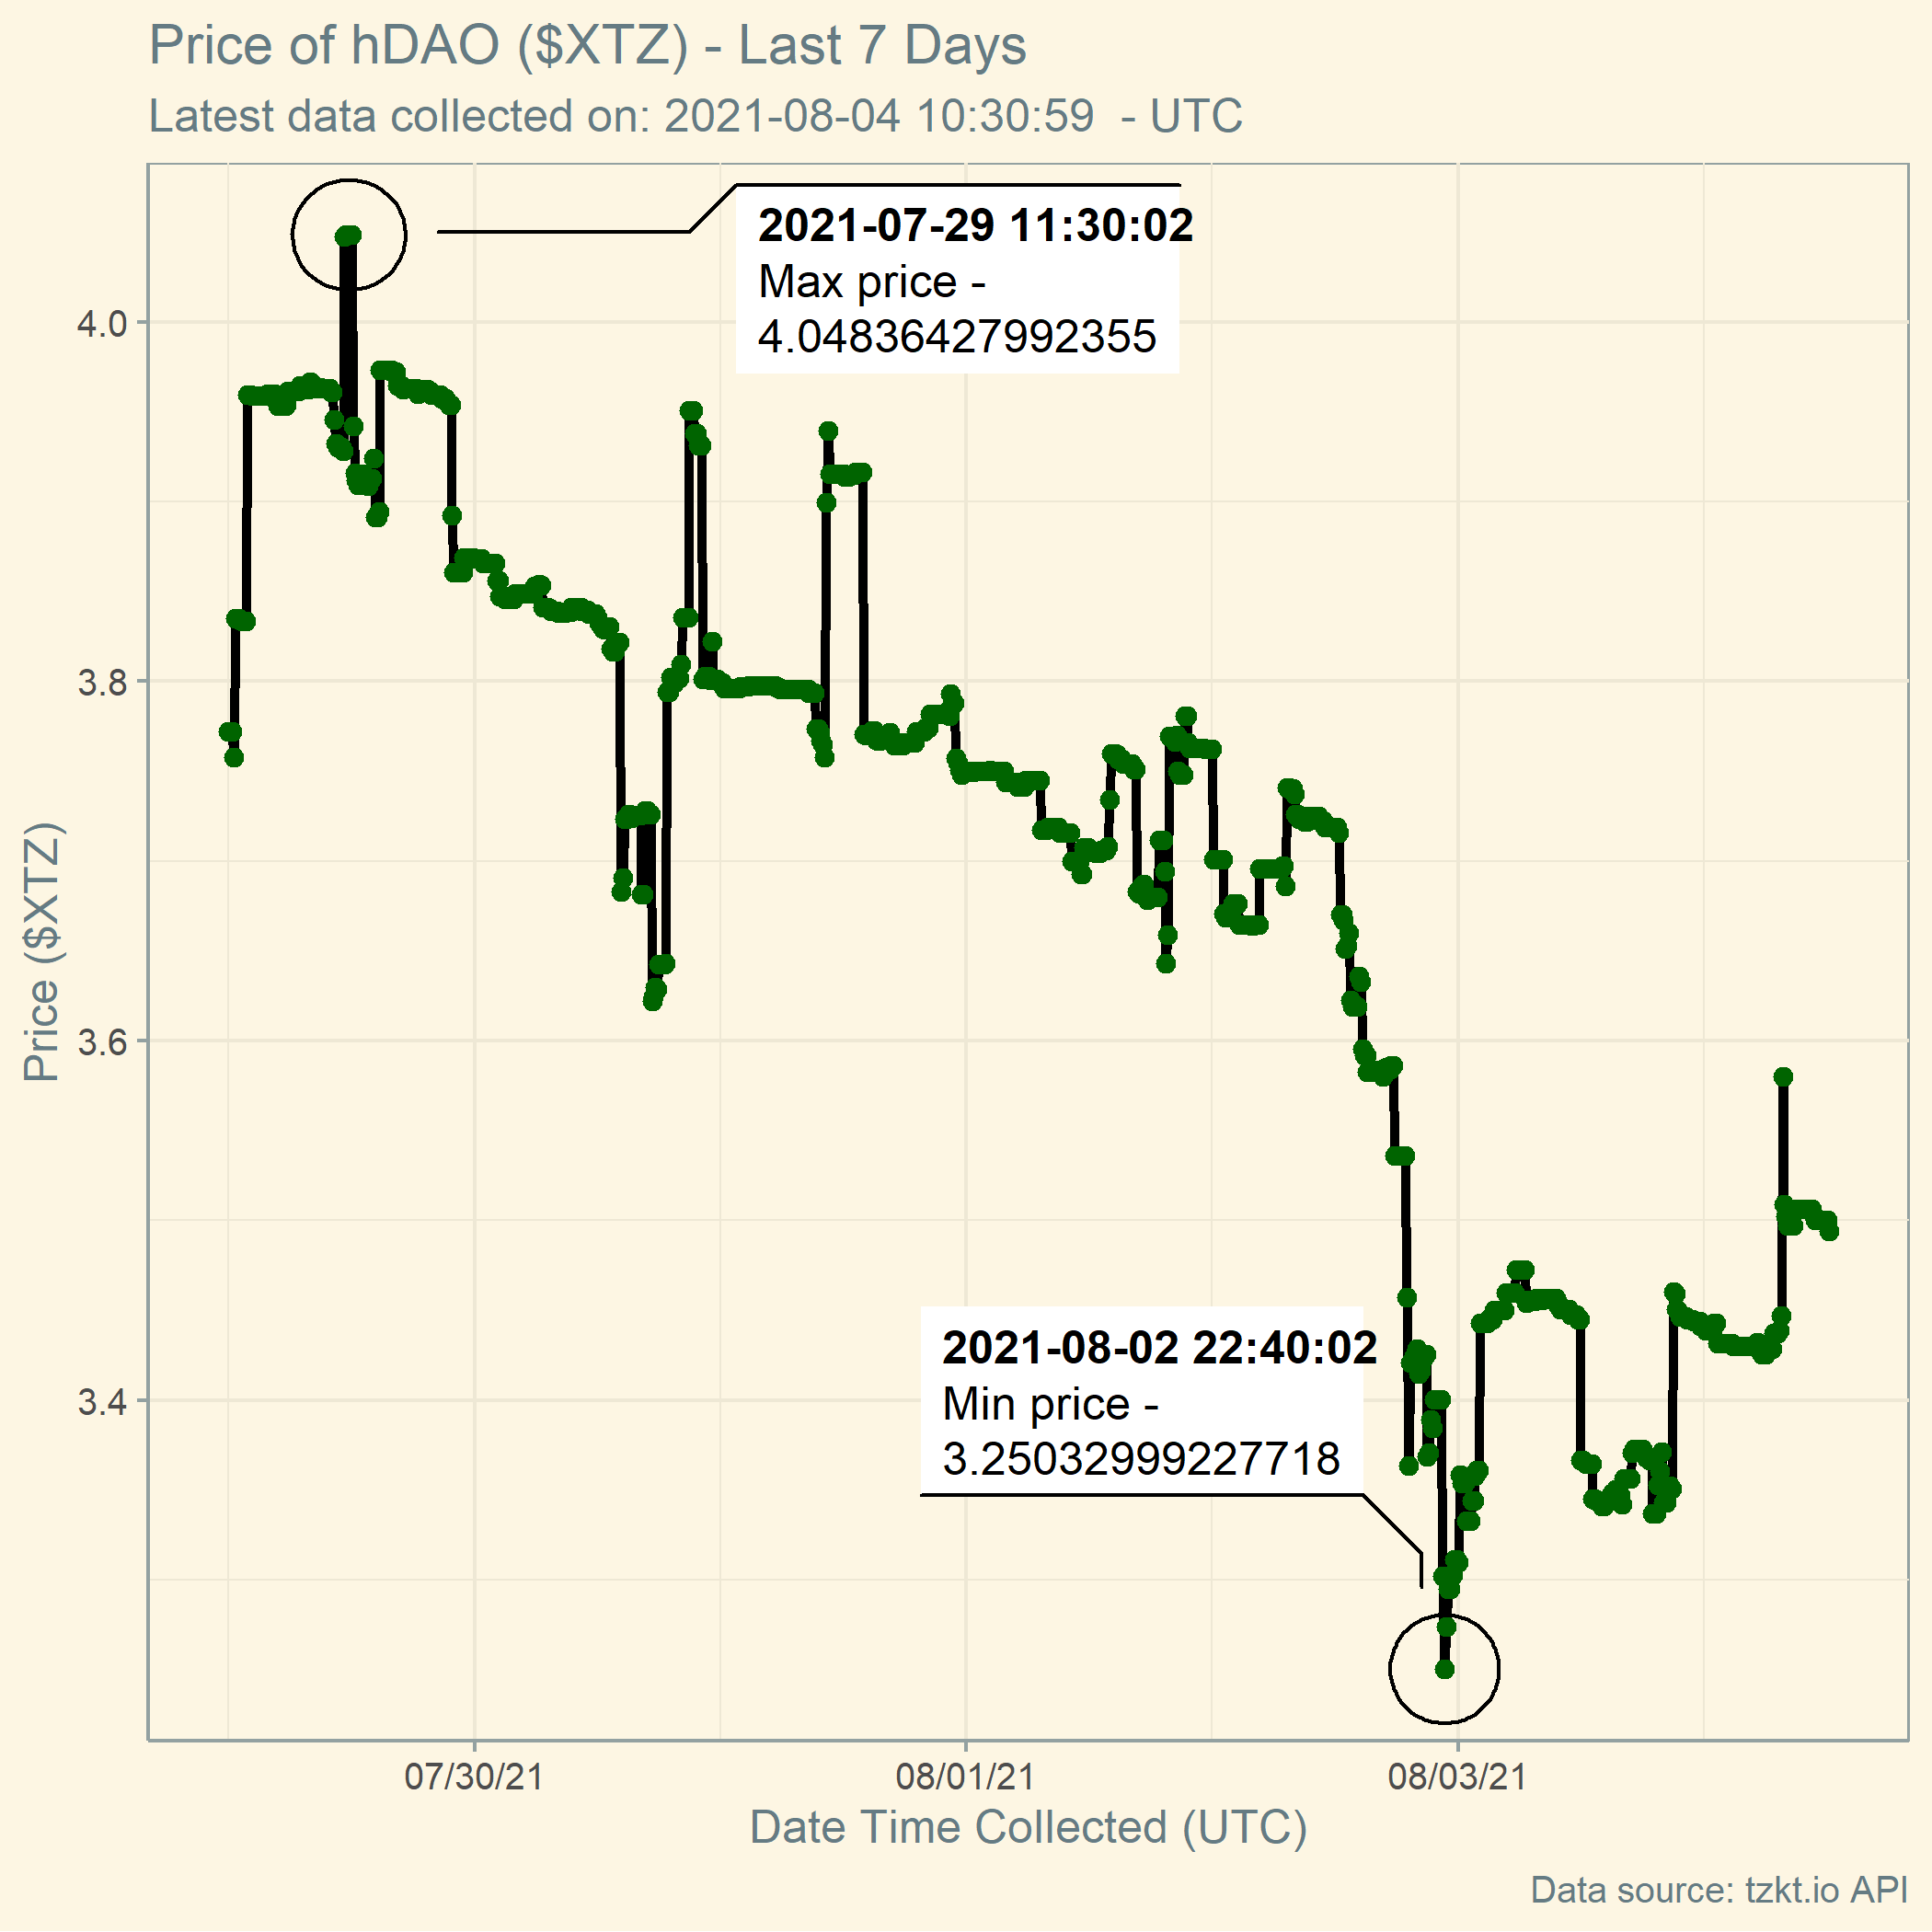 Price of hDAO ($XTZ) - Last 7 Days
Latest data collected on: 2021-08-04 10:30:59  - UTC
2021-07-29 11:30:02
Max price -
4.04836427992355
4.0
3.8
3.6
3.4
Price ($XTZ)
2021-08-02 22:40:02
Min price -
3.25032999227718
07/30/21
08/01/21
08/03/21
Date Time Collected (UTC)
Data source: tzkt.io API